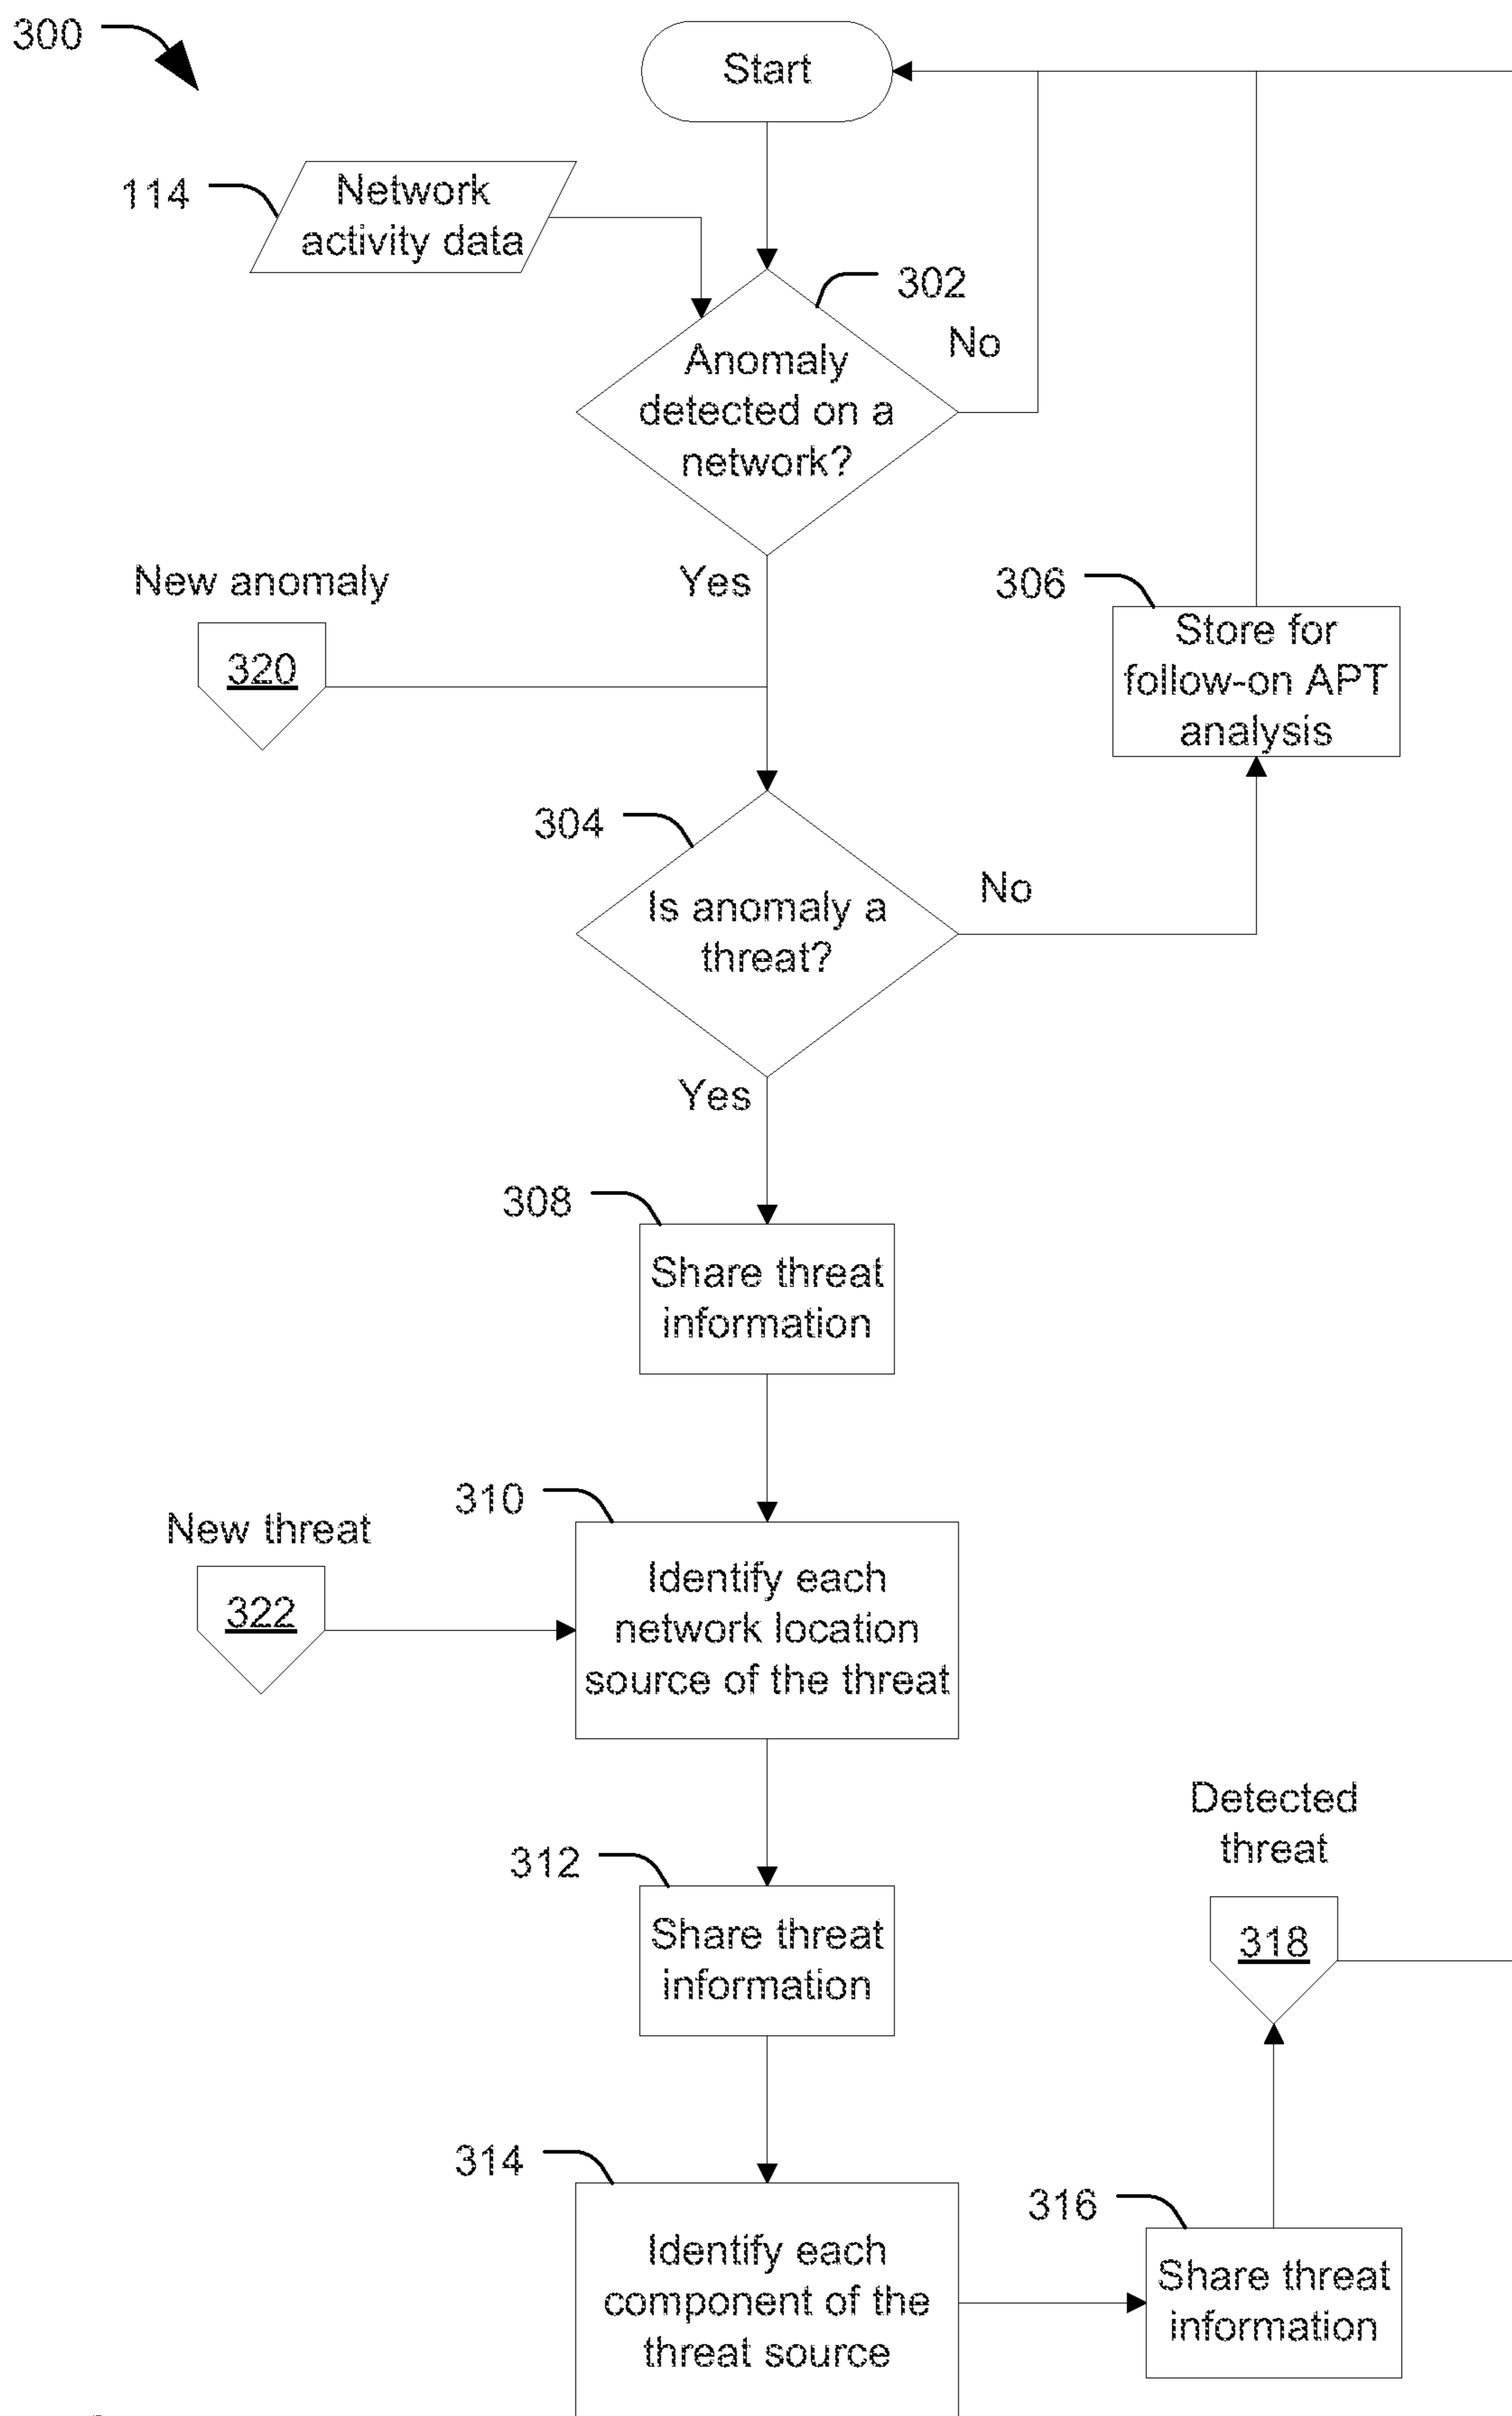 300
Start
114
Network
activity data
302
No
Anomaly
detected on a
network?
New anomaly
Yes
306
320
Store for
follow-on APT
analysis
304
No
Is anomaly a
threat?
Yes
308
Share threat
information
310
New threat
322
Identify each
network location
source of the threat
Detected
threat
312
Share threat
information
318
314
316
Identify each
component of the
threat source
Share threat
information